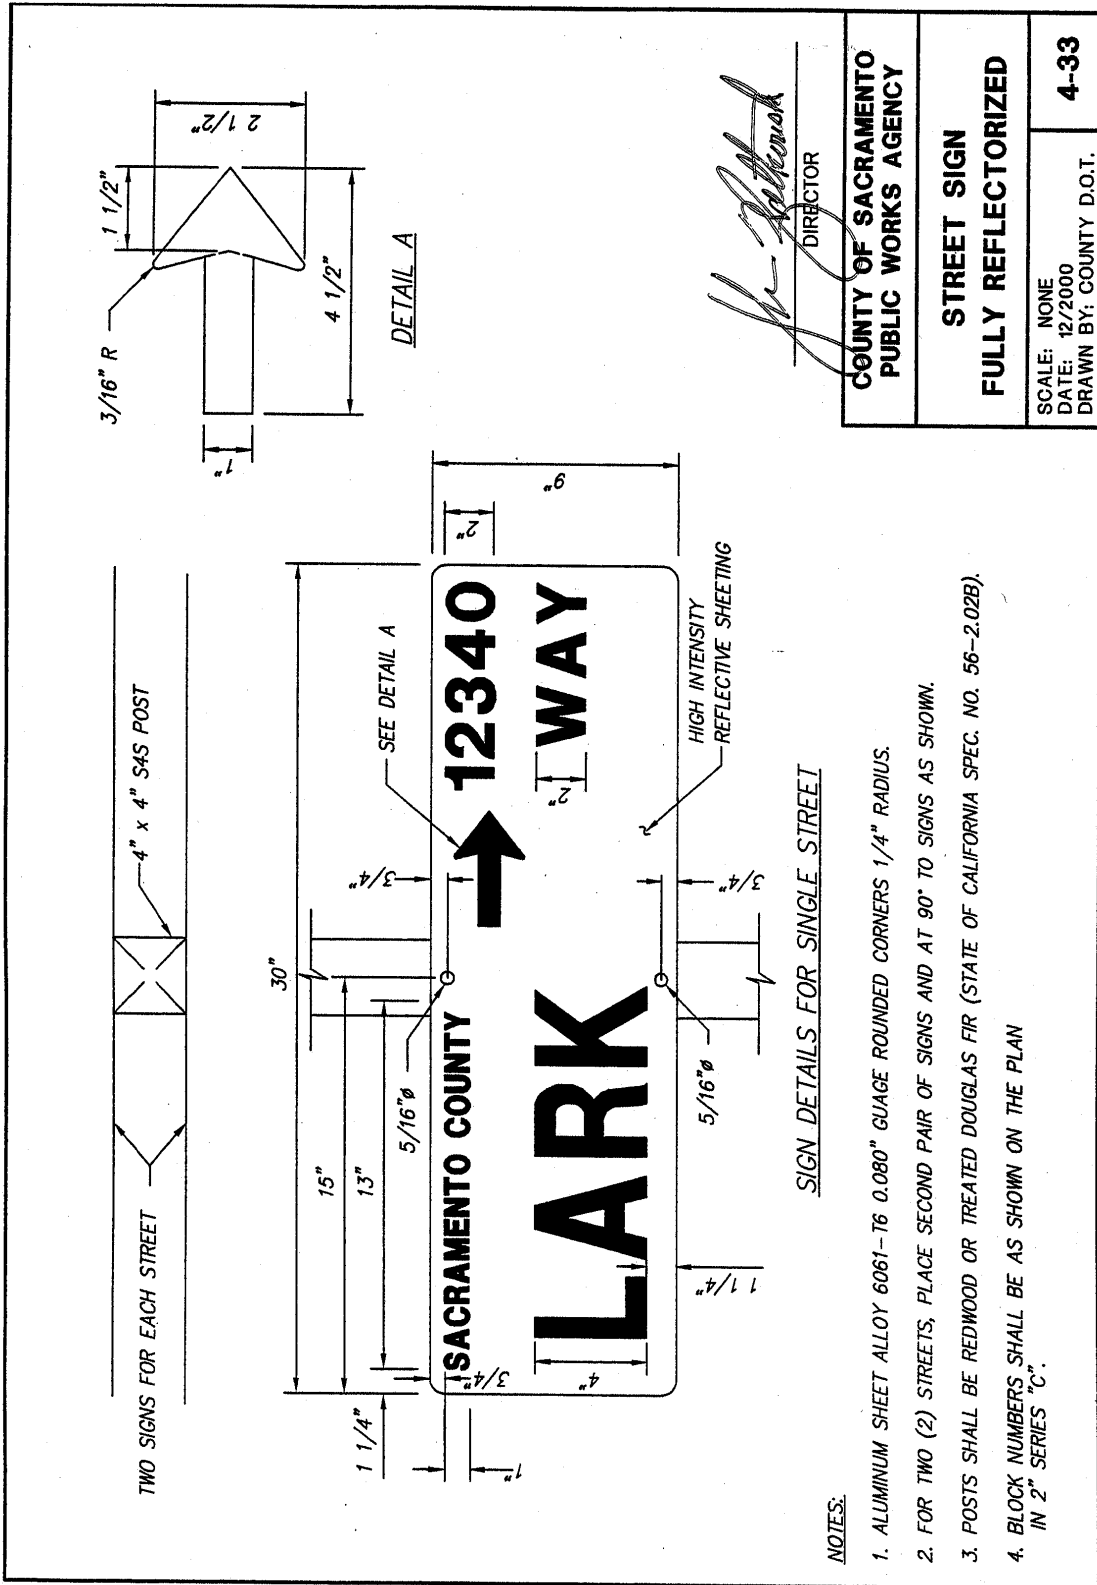 TWO SIGNS FOR EACH STREET
4" x 4" S4S POST
3/16" R
1 1/2"
2 1/2"
1"
4 1/2"
DETAIL A
30"
15"
13"
1 1/4"
5/16"ø
3/4"
SEE DETAIL A
3/4"
1"
2"
9"
SACRAMENTO COUNTY
12340
LARK
WAY
4"
2"
1 1/4"
5/16"ø
3/4"
HIGH INTENSITY
REFLECTIVE SHEETING
SIGN DETAILS FOR SINGLE STREET
NOTES:
1. ALUMINUM SHEET ALLOY 6061-T6 0.080" GUAGE ROUNDED CORNERS 1/4" RADIUS.
2. FOR TWO (2) STREETS, PLACE SECOND PAIR OF SIGNS AND AT 90° TO SIGNS AS SHOWN.
3. POSTS SHALL BE REDWOOD OR TREATED DOUGLAS FIR (STATE OF CALIFORNIA SPEC. NO. 56-2.02B).
4. BLOCK NUMBERS SHALL BE AS SHOWN ON THE PLAN
IN 2" SERIES "C".
DIRECTOR
COUNTY OF SACRAMENTO
PUBLIC WORKS AGENCY
STREET SIGN
FULLY REFLECTORIZED
SCALE: NONE
DATE: 12/2000
DRAWN BY: COUNTY D.O.T.
4-33